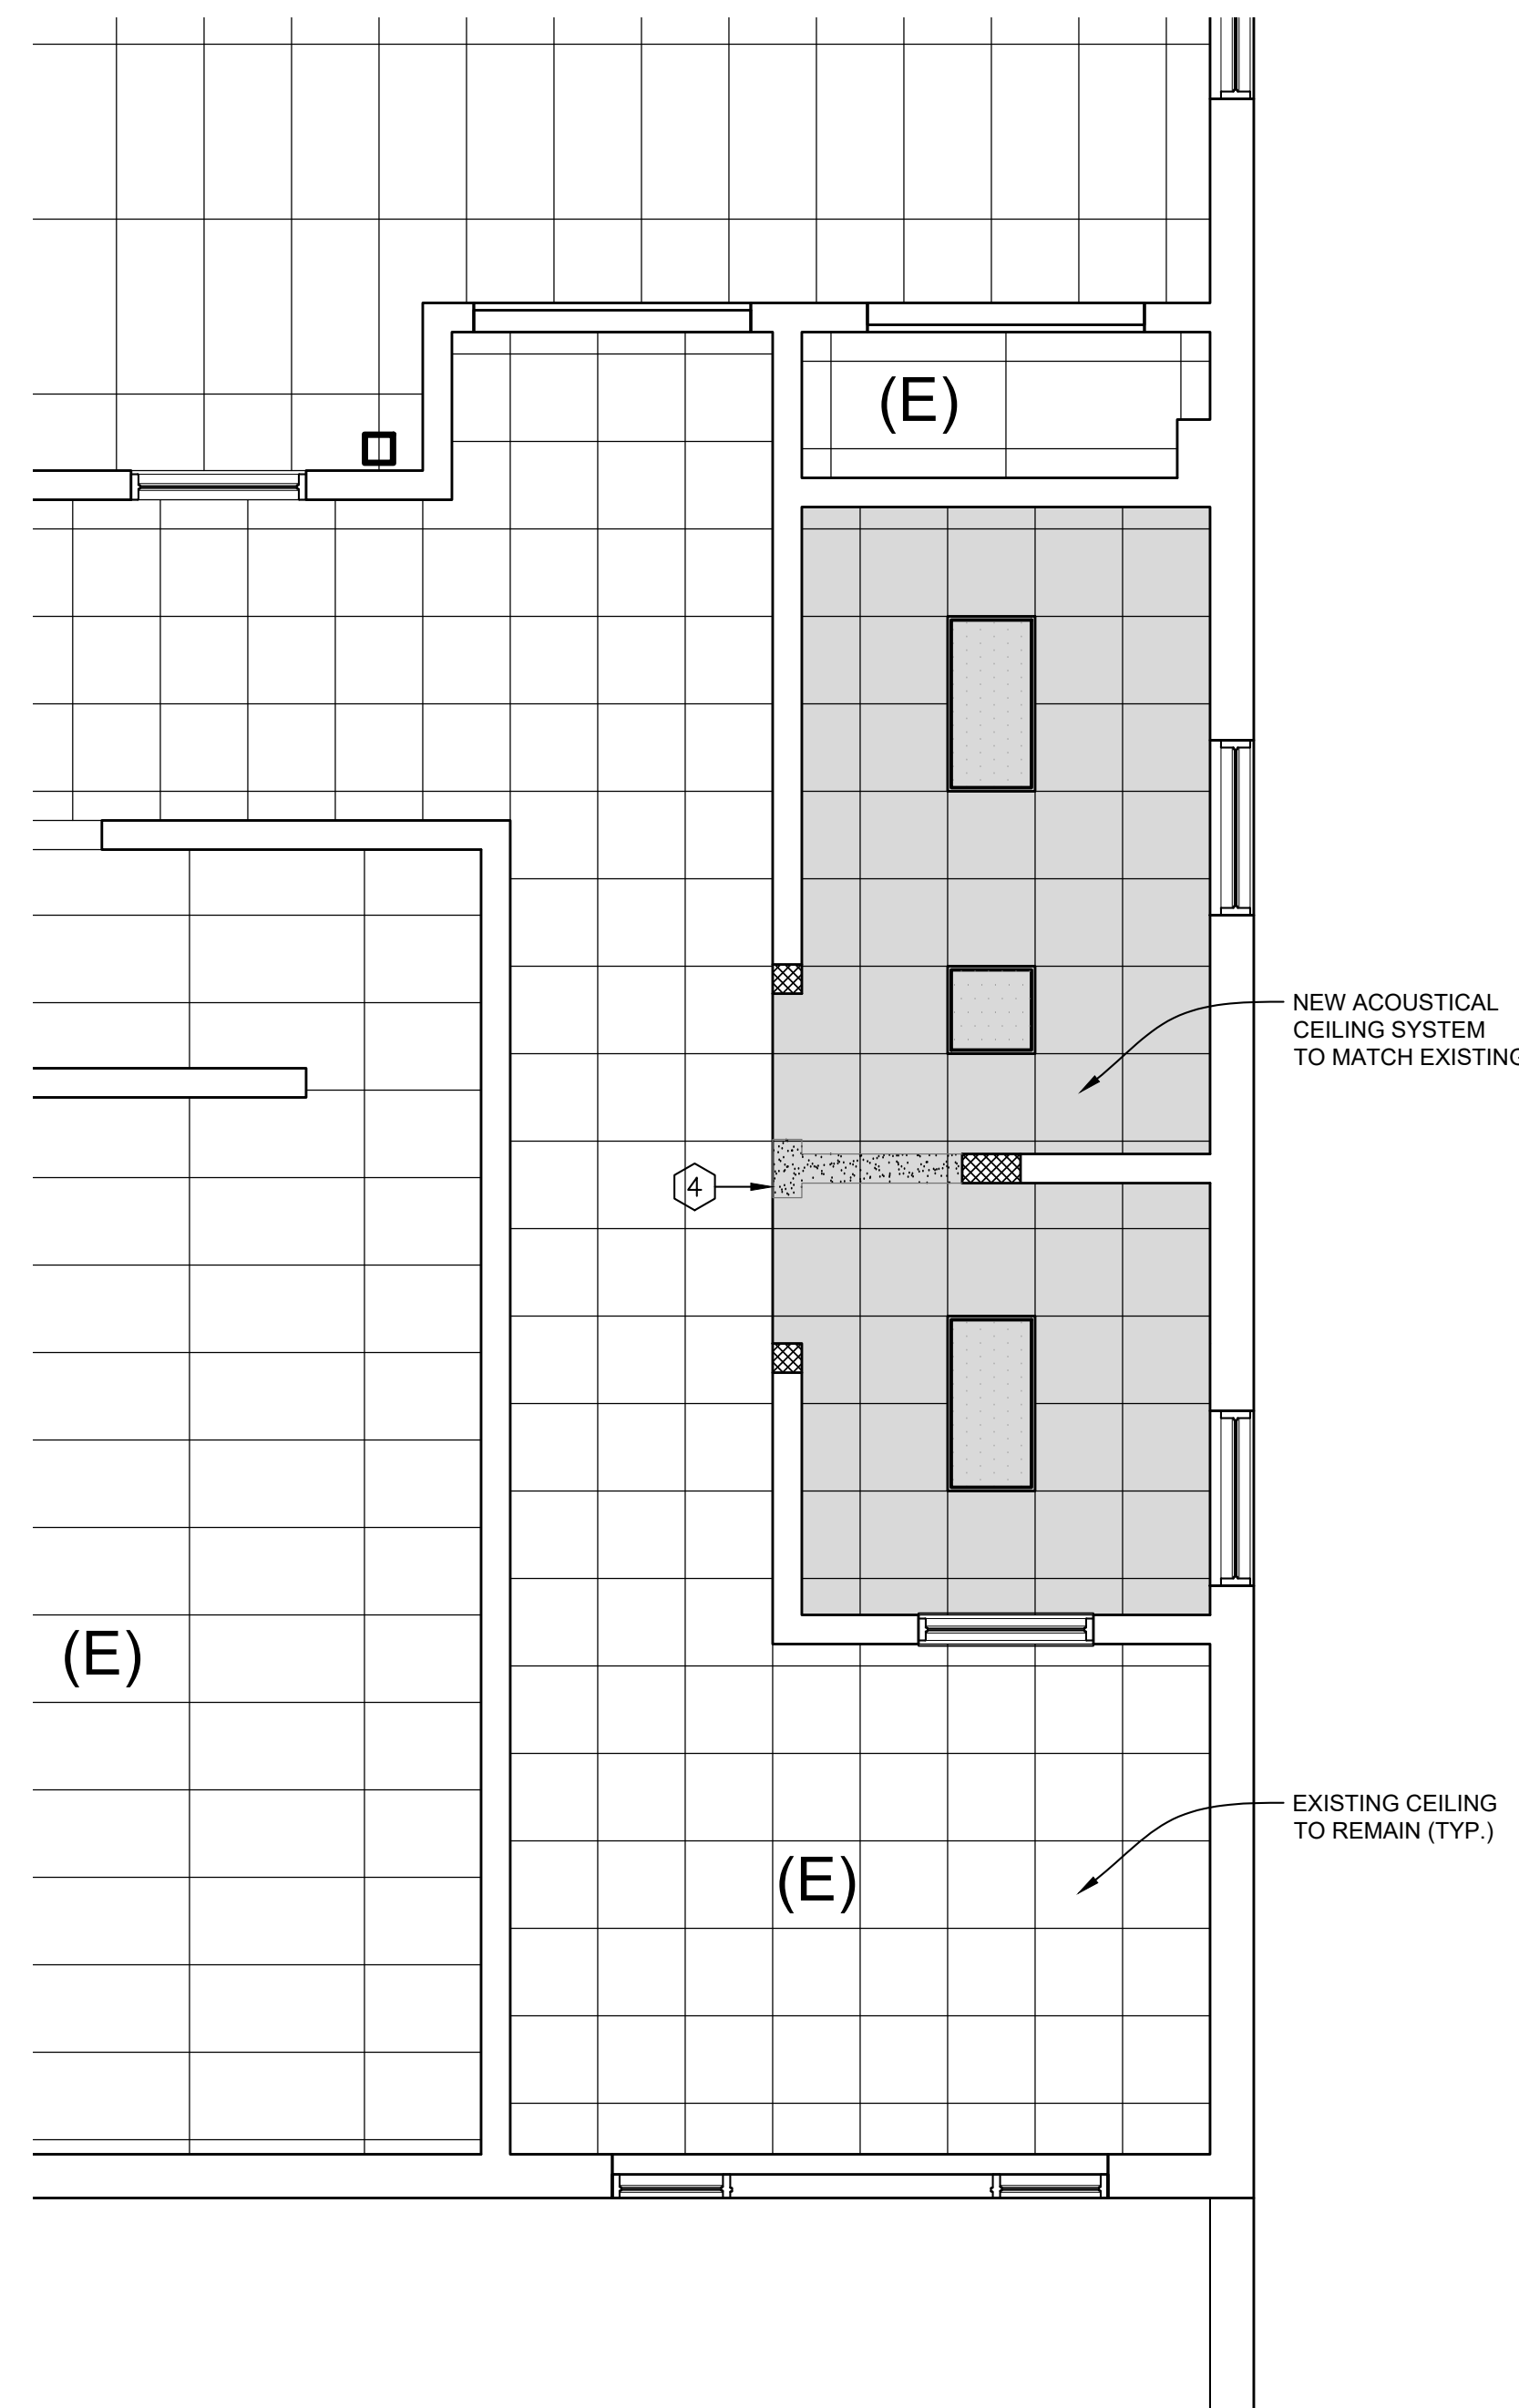 (E)
NEW ACOUSTICAL
CEILING SYSTEM
TO MATCH EXISTING
4
(E)
EXISTING CEILING
TO REMAIN (TYP.)
(E)